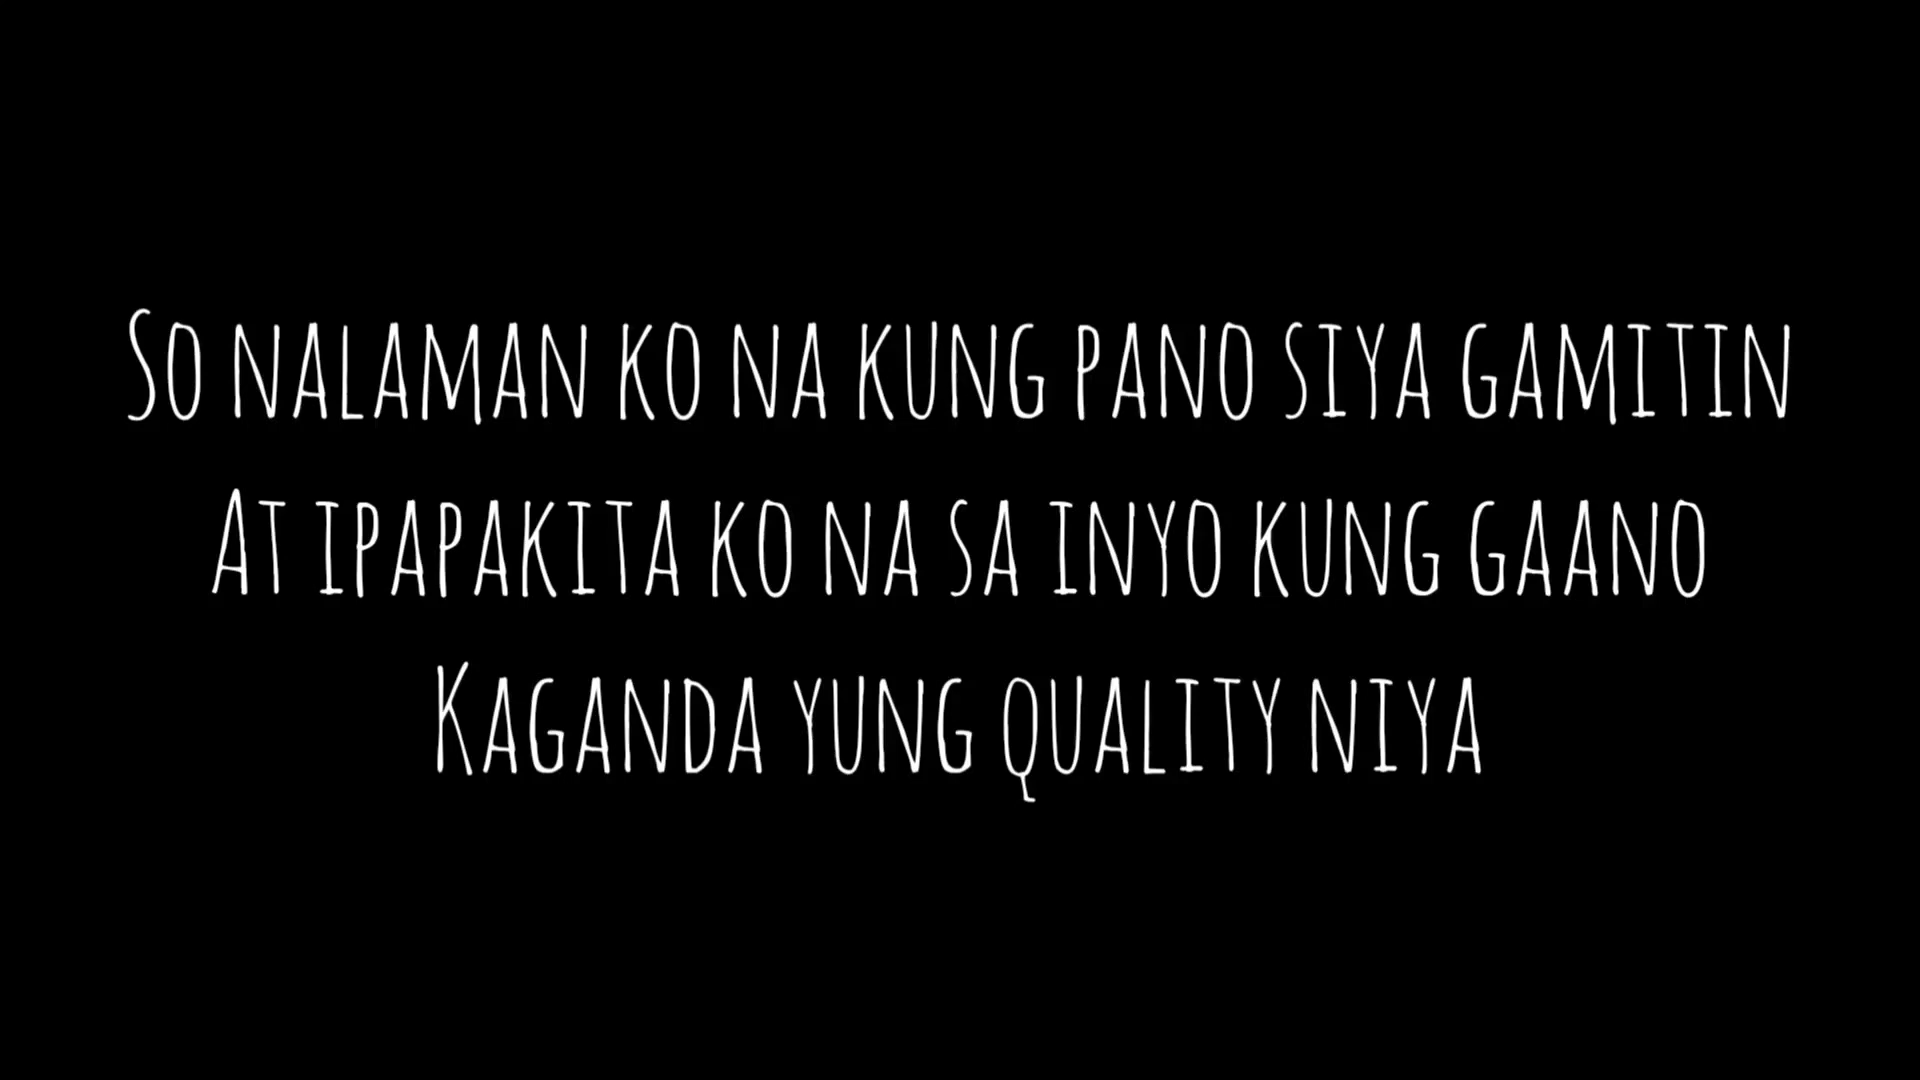 So nalaman ko na kung pano siya gamitin
At ipapakita ko na sa inyo kung gaano
Kaganda yung quality niya